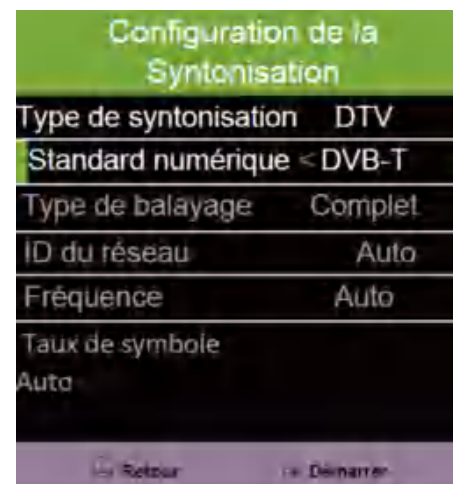 Configuration de la
Syntonisation
Type de syntonisation DTV
Standard numérique < DVB-T
Type de balayage Complet
ID du réseau Auto
Fréquence Auto
Taux de symbole
Auto
Retour Démarrer